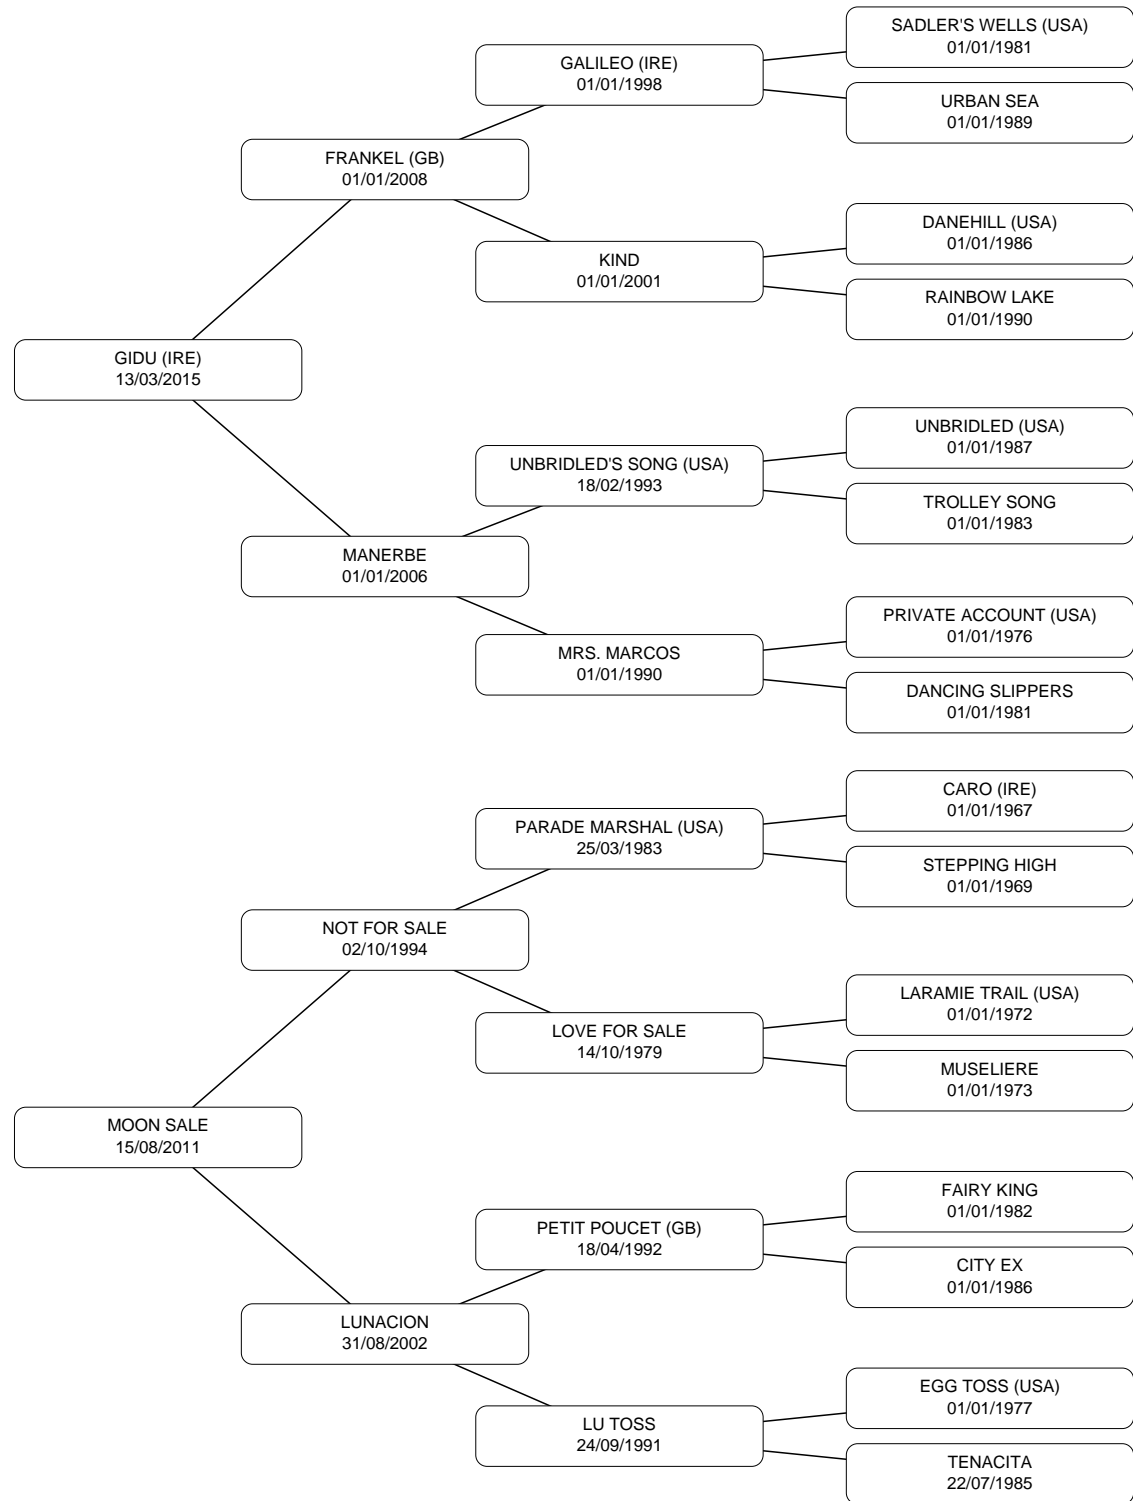 SADLER'S WELLS (USA)
01/01/1981
GALILEO (IRE)
01/01/1998
URBAN SEA
01/01/1989
FRANKEL (GB)
01/01/2008
DANEHILL (USA)
01/01/1986
KIND
01/01/2001
RAINBOW LAKE
01/01/1990
GIDU (IRE)
13/03/2015
UNBRIDLED (USA)
01/01/1987
UNBRIDLED'S SONG (USA)
18/02/1993
TROLLEY SONG
01/01/1983
MANERBE
01/01/2006
PRIVATE ACCOUNT (USA)
01/01/1976
MRS. MARCOS
01/01/1990
DANCING SLIPPERS
01/01/1981
CARO (IRE)
01/01/1967
PARADE MARSHAL (USA)
25/03/1983
STEPPING HIGH
01/01/1969
NOT FOR SALE
02/10/1994
LARAMIE TRAIL (USA)
01/01/1972
LOVE FOR SALE
14/10/1979
MUSELIERE
01/01/1973
MOON SALE
15/08/2011
FAIRY KING
01/01/1982
PETIT POUCET (GB)
18/04/1992
CITY EX
01/01/1986
LUNACION
31/08/2002
EGG TOSS (USA)
01/01/1977
LU TOSS
24/09/1991
TENACITA
22/07/1985